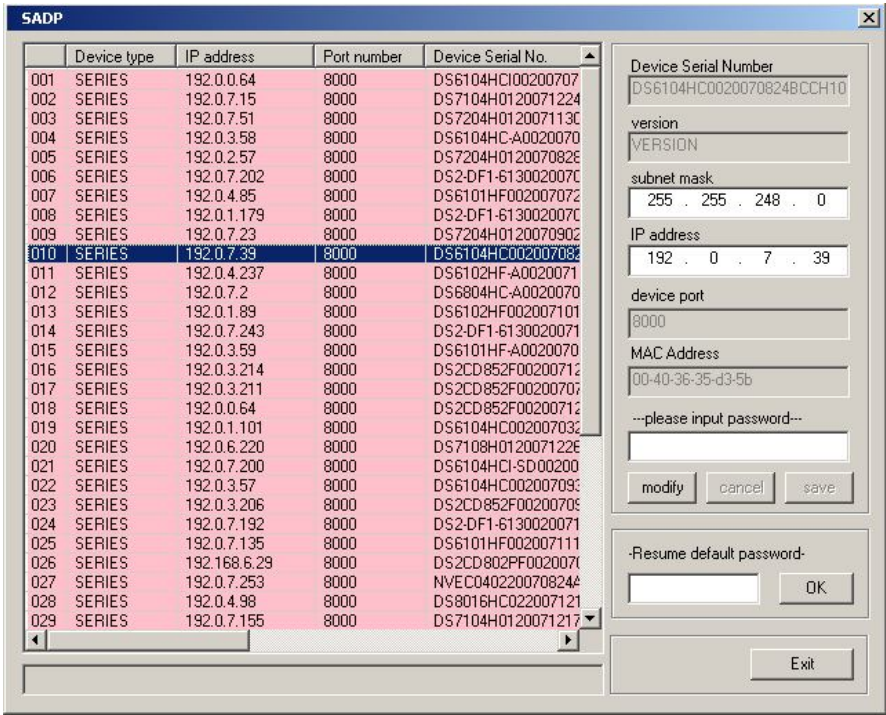 SADP
Device type IP address Port number Device Serial No.
001 SERIES 192.0.0.64 8000 DS6104HCI00200707
002 SERIES 192.0.7.15 8000 DS7104H0120071224
003 SERIES 192.0.7.51 8000 DS7204H0120071130
004 SERIES 192.0.3.58 8000 DS6104HC-A0020070
005 SERIES 192.0.2.57 8000 DS7204H0120070828
006 SERIES 192.0.7.202 8000 DS2-DF1-613002007C
007 SERIES 192.0.4.85 8000 DS6101HF002007072
008 SERIES 192.0.1.179 8000 DS2-DF1-613002007C
009 SERIES 192.0.7.23 8000 DS7204H0120070902
010 SERIES 192.0.7.39 8000 DS6104HC002007082
011 SERIES 192.0.4.237 8000 DS6102HF-A0020071
012 SERIES 192.0.7.2 8000 DS6804HC-A0020070
013 SERIES 192.0.1.89 8000 DS6102HF002007101
014 SERIES 192.0.7.243 8000 DS2-DF1-6130020071
015 SERIES 192.0.3.59 8000 DS6101HF-A0020070
016 SERIES 192.0.3.214 8000 DS2CD852F00200712
017 SERIES 192.0.3.211 8000 DS2CD852F00200707
018 SERIES 192.0.0.64 8000 DS2CD852F00200712
019 SERIES 192.0.1.101 8000 DS6104HC002007032
020 SERIES 192.0.6.220 8000 DS7108H0120071226
021 SERIES 192.0.7.200 8000 DS6104HCI-SD00200
022 SERIES 192.0.3.57 8000 DS6104HC002007093
023 SERIES 192.0.3.206 8000 DS2CD852F00200709
024 SERIES 192.0.7.192 8000 DS2-DF1-6130020071
025 SERIES 192.0.7.135 8000 DS6101HF002007111
026 SERIES 192.168.6.29 8000 DS2CD802PF0020070
027 SERIES 192.0.7.253 8000 NVEC040220070824A
028 SERIES 192.0.4.98 8000 DS8016HC022007121
029 SERIES 192.0.7.155 8000 DS7104H0120071217
Device Serial Number
DS6104HC0020070824BCCH10
version
VERSION
subnet mask
255 . 255 . 248 . 0
IP address
192 . 0 . 7 . 39
device port
8000
MAC Address
00-40-36-35-d3-5b
---please input password---
modify cancel save
-Resume default password-
OK
Exit